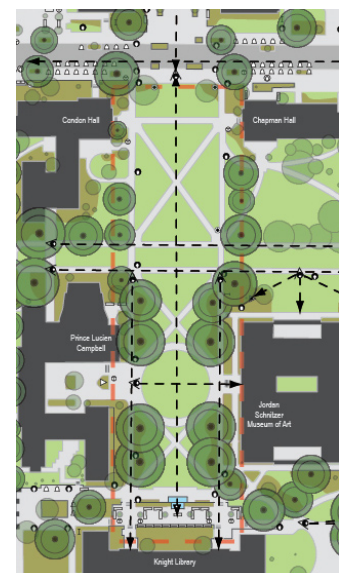 Condon Hall
Chapman Hall
Prince Lucien
Campbell
Jordan
Schnitzer
Museum of Art
Knight Library